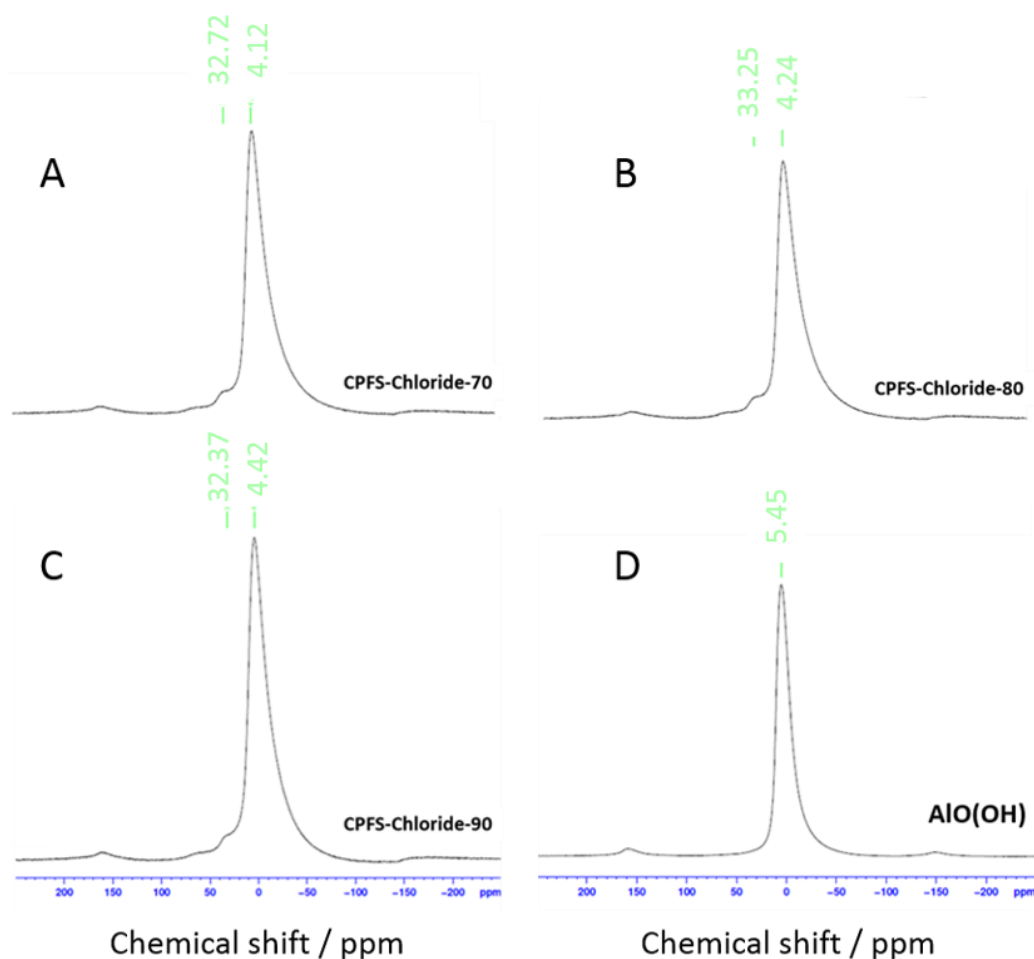 32.72
4.12
A
CPFS-Chloride-70
33.25
4.24
B
CPFS-Chloride-80
32.37
4.42
C
CPFS-Chloride-90
200 150 100 50 0 -50 -100 -150 -200 ppm
Chemical shift / ppm
5.45
D
AlO(OH)
200 150 100 50 0 -50 -100 -150 -200 ppm
Chemical shift / ppm